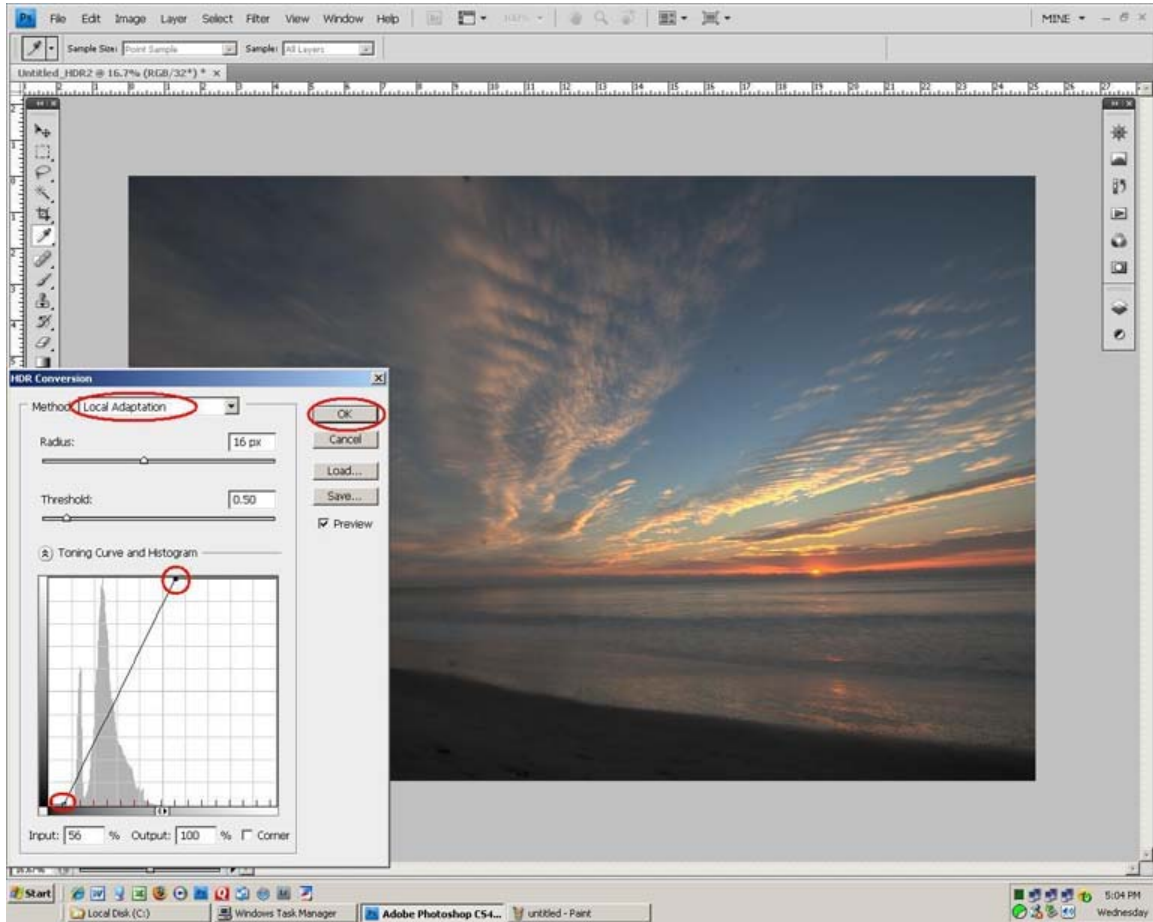 Ps File Edit Image Layer Select Filter View Window Help MINE
Sample Size: Point Sample Sample: All Layers
Untitled_HDR2 @ 16.7% (RGB/32*) * ×
HDR Conversion
Method: Local Adaptation
OK
Radius: 16 px
Cancel
Load...
Threshold: 0.50
Save...
Preview
Toning Curve and Histogram
Input: 56 % Output: 100 % Corner
16.67%
Start
5:04 PM
Local Disk (C:) Windows Task Manager Adobe Photoshop CS4... untitled - Paint
Wednesday